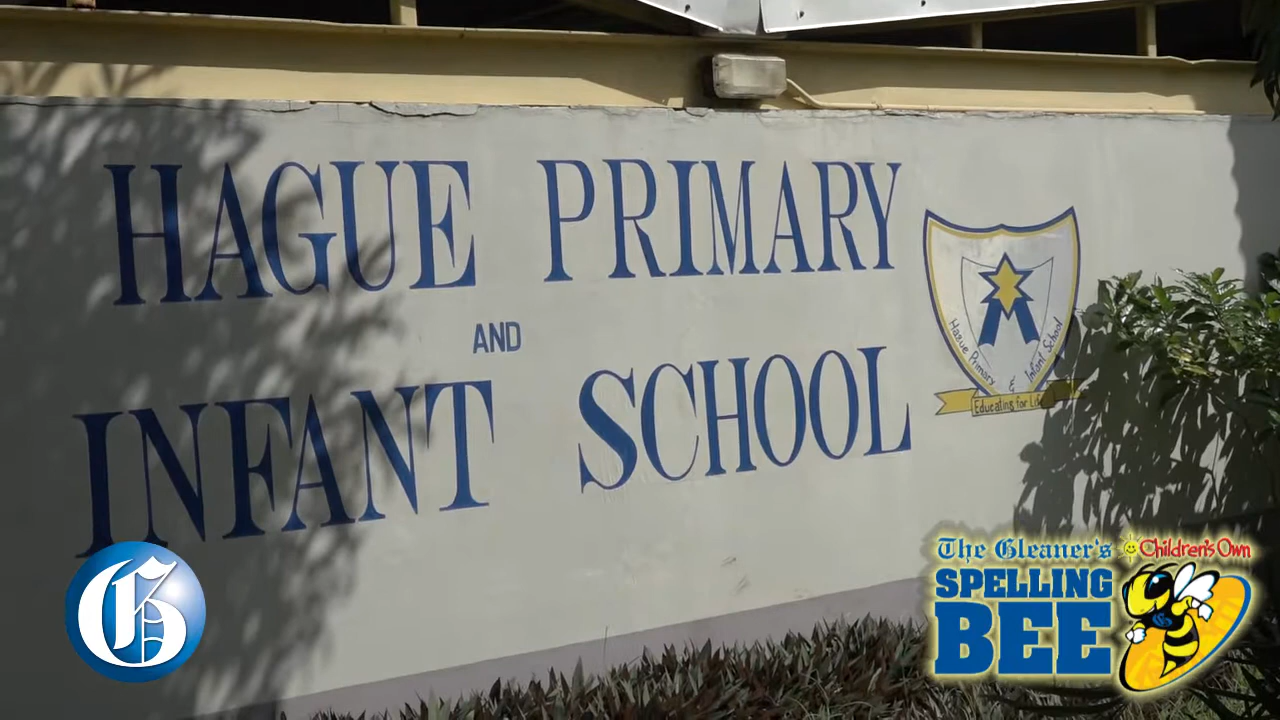 HAGUE PRIMARY
AND
INFANT SCHOOL
Hague Primary & Infant School
Educating for Life
G
The Gleaner's Children's Own
SPELLING
BEE